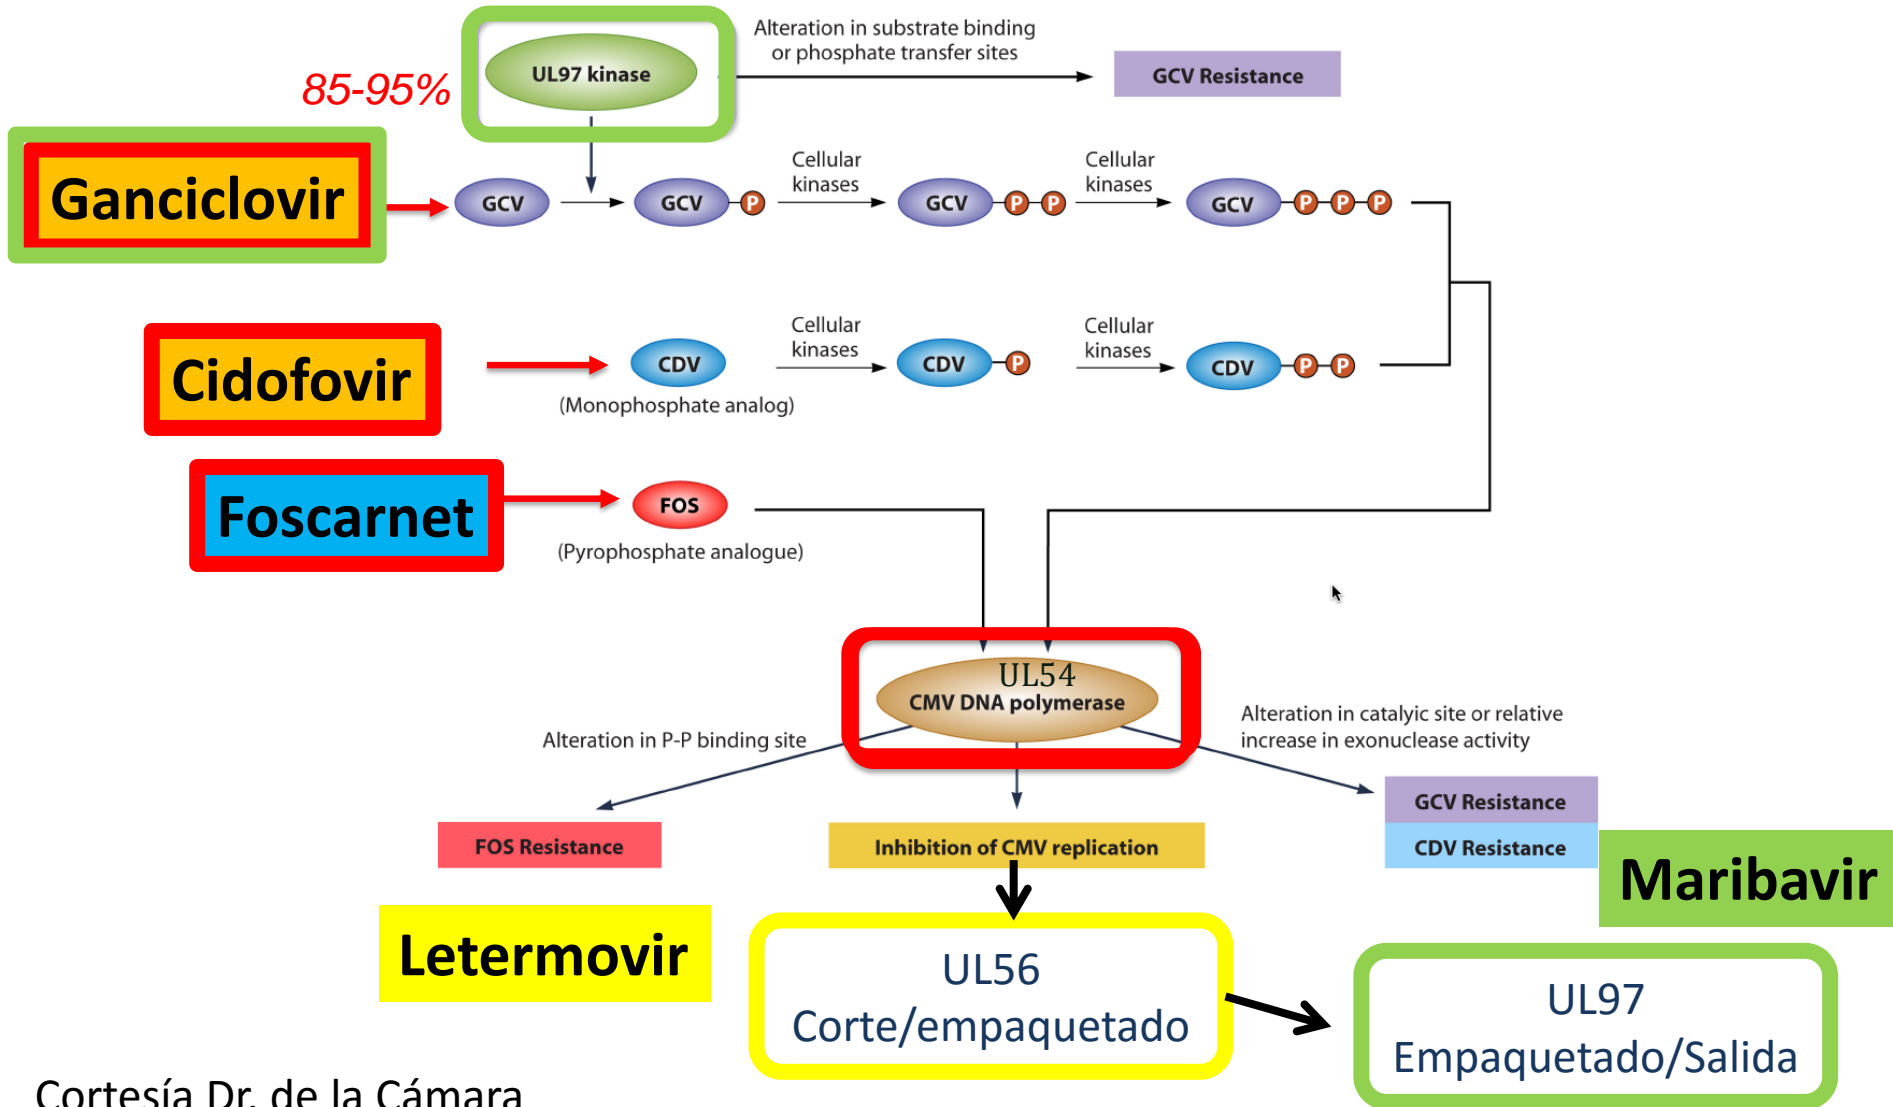 Alteration in substrate binding
or phosphate transfer sites
UL97 kinase
GCV Resistance
85-95%
Ganciclovir
GCV
GCV
P
Cellular
kinases
GCV
P P
Cellular
kinases
GCV
P P P
Cidofovir
CDV
(Monophosphate analog)
Cellular
kinases
CDV
P
Cellular
kinases
CDV
P P
Foscarnet
FOS
(Pyrophosphate analogue)
UL54
CMV DNA polymerase
Alteration in P-P binding site
Alteration in catalyic site or relative
increase in exonuclease activity
FOS Resistance
Inhibition of CMV replication
GCV Resistance
CDV Resistance
Maribavir
Letermovir
UL56
Corte/empaquetado
UL97
Empaquetado/Salida
Cortesía Dr. de la Cámara